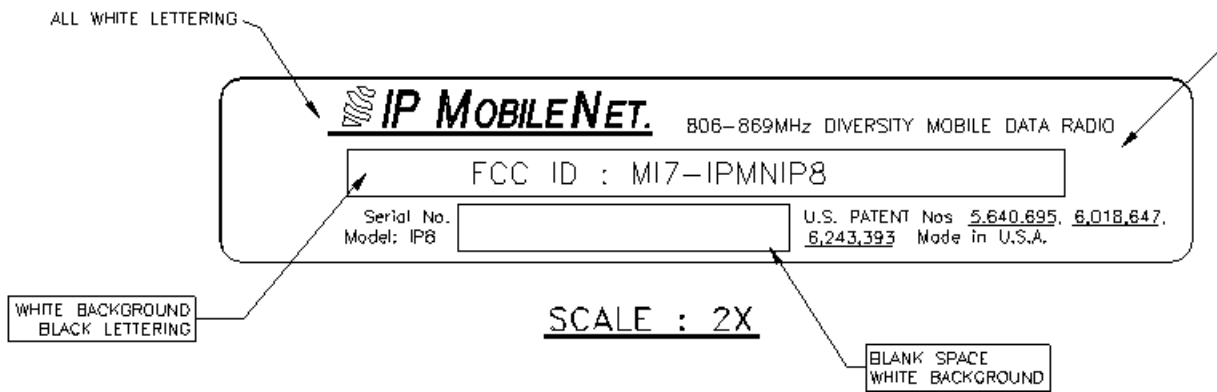 ALL WHITE LETTERING
IP MOBILENET.
806-869MHz DIVERSITY MOBILE DATA RADIO
FCC ID : MI7-IPMNIP8
Serial No.
Model: IP8
U.S. PATENT Nos 5,640,695, 6,018,647,
6,243,393 Made in U.S.A.
WHITE BACKGROUND
BLACK LETTERING
SCALE : 2X
BLANK SPACE
WHITE BACKGROUND